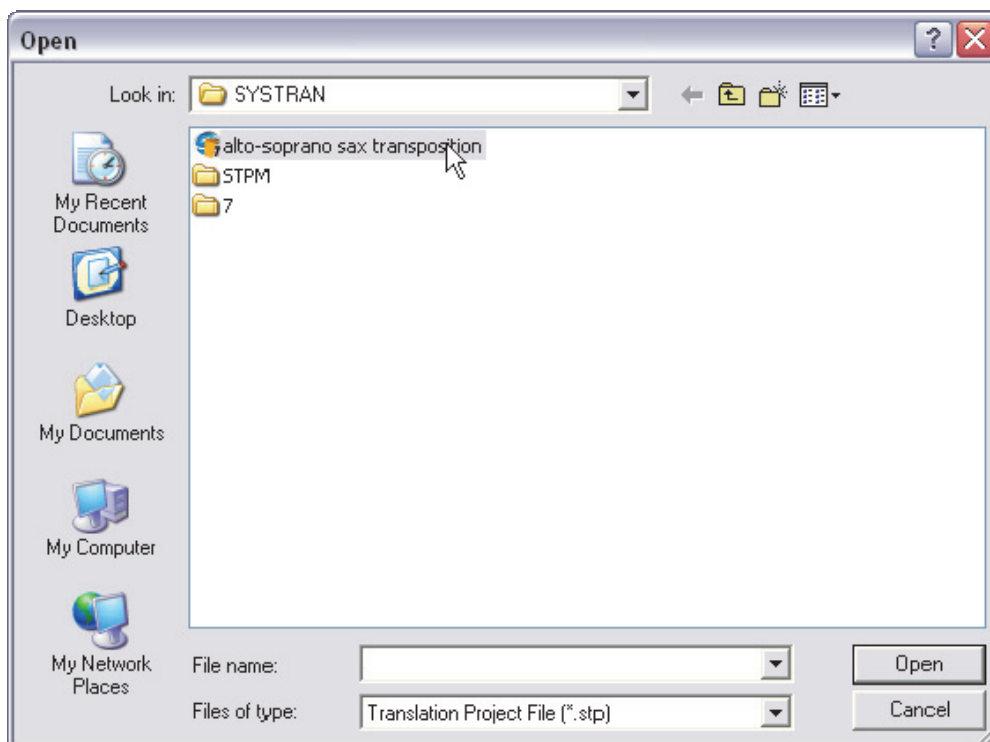 Open
Look in:
SYSTRAN
alto-soprano sax transposition
STPM
7
My Recent
Documents
Desktop
My Documents
My Computer
My Network
Places
File name:
Open
Files of type:
Translation Project File (*.stp)
Cancel